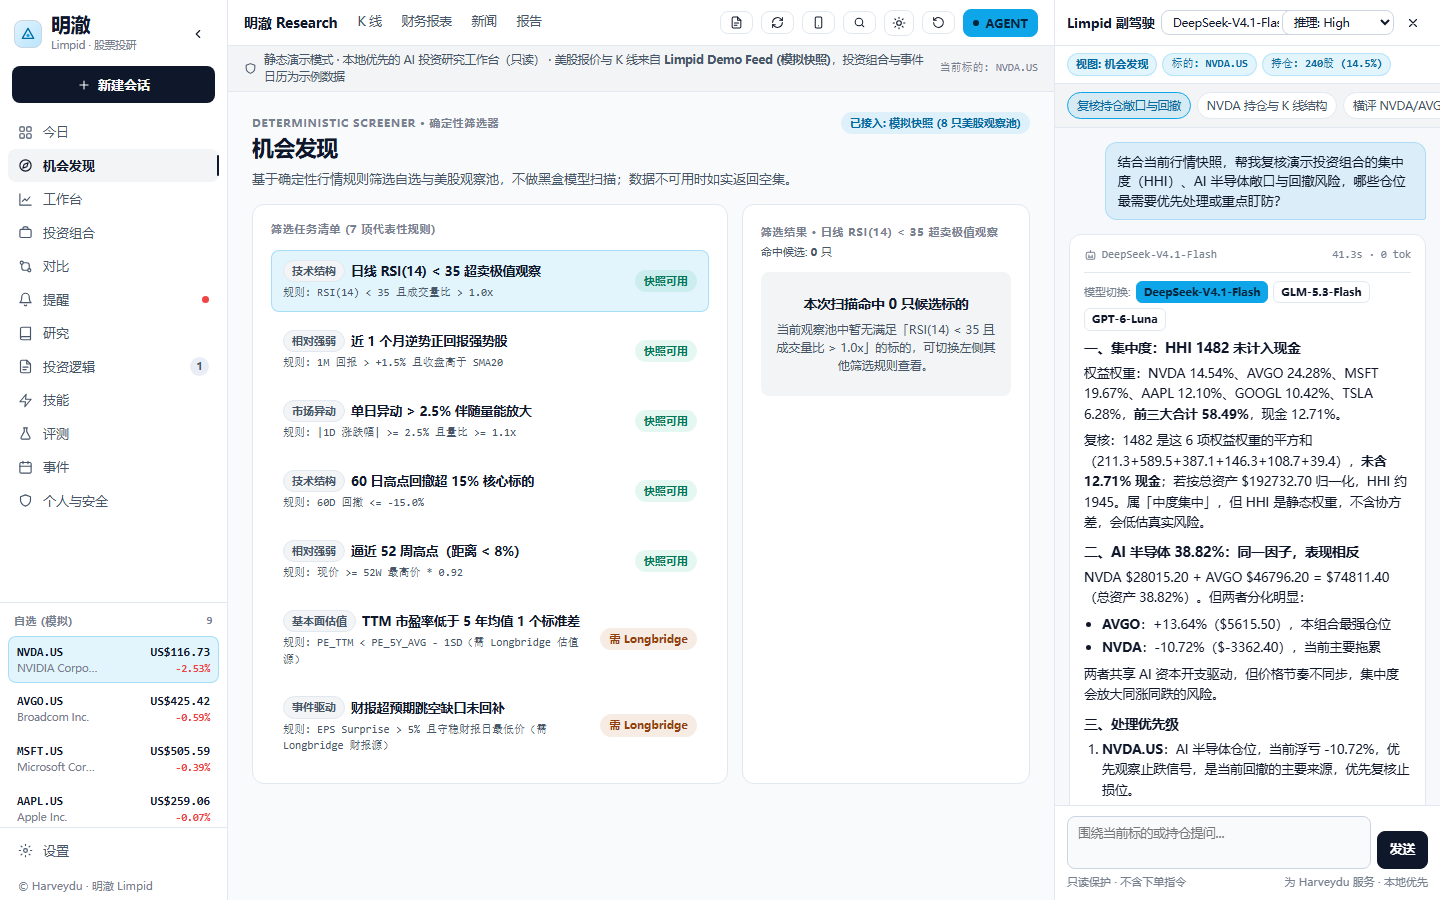 明澈
Limpid · 股票投研
新建会话
今日
机会发现
工作台
投资组合
对比
提醒
研究
投资逻辑
1
技能
评测
事件
个人与安全
自选 (模拟)
9
NVDA.US
US$116.73
NVIDIA Corpo...
-2.53%
AVGO.US
US$425.42
Broadcom Inc.
-0.59%
MSFT.US
US$505.59
Microsoft Cor...
-0.39%
AAPL.US
US$259.06
Apple Inc.
-0.07%
设置
© Harveydu · 明澈 Limpid
明澈 Research
K 线
财务报表
新闻
报告
AGENT
静态演示模式 · 本地优先的 AI 投资研究工作台（只读） · 美股报价与 K 线来自 Limpid Demo Feed (模拟快照)，投资组合与事件
日历为示例数据
当前标的: NVDA.US
DETERMINISTIC SCREENER • 确定性筛选器
机会发现
已接入: 模拟快照 (8 只美股观察池)
基于确定性行情规则筛选自选与美股观察池，不做黑盒模型扫描；数据不可用时如实返回空集。
筛选任务清单 (7 项代表性规则)
技术结构
日线 RSI(14) < 35 超卖极值观察
规则: RSI(14) < 35 且成交量比 > 1.0x
快照可用
相对强弱
近 1 个月逆势正回报强势股
规则: 1M 回报 > +1.5% 且收盘高于 SMA20
快照可用
市场异动
单日异动 > 2.5% 伴随量能放大
规则: |1D 涨跌幅| >= 2.5% 且量比 >= 1.1x
快照可用
技术结构
60 日高点回撤超 15% 核心标的
规则: 60D 回撤 <= -15.0%
快照可用
相对强弱
逼近 52 周高点（距离 < 8%）
规则: 现价 >= 52W 最高价 * 0.92
快照可用
基本面估值
TTM 市盈率低于 5 年均值 1 个标准差
规则: PE_TTM < PE_5Y_AVG - 1SD（需 Longbridge 估值
源）
需 Longbridge
事件驱动
财报超预期跳空缺口未回补
规则: EPS Surprise > 5% 且守稳财报日最低价（需
Longbridge 财报源）
需 Longbridge
筛选结果 • 日线 RSI(14) < 35 超卖极值观察
命中候选: 0 只
本次扫描命中 0 只候选标的
当前观察池中暂无满足「RSI(14) < 35 且
成交量比 > 1.0x」的标的，可切换左侧其
他筛选规则查看。
Limpid 副驾驶
DeepSeek-V4.1-Flas
推理: High
视图: 机会发现
标的: NVDA.US
持仓: 240股 (14.5%)
复核持仓敞口与回撤
NVDA 持仓与 K 线结构
横评 NVDA/AVG
结合当前行情快照，帮我复核演示投资组合的集中
度（HHI）、AI 半导体敞口与回撤风险，哪些仓位
最需要优先处理或重点盯防？
DeepSeek-V4.1-Flash
41.3s · 0 tok
模型切换:
DeepSeek-V4.1-Flash
GLM-5.3-Flash
GPT-6-Luna
一、集中度：HHI 1482 未计入现金
权益权重：NVDA 14.54%、AVGO 24.28%、MSFT
19.67%、AAPL 12.10%、GOOGL 10.42%、TSLA
6.28%，前三大合计 58.49%，现金 12.71%。
复核：1482 是这 6 项权益权重的平方和
（211.3+589.5+387.1+146.3+108.7+39.4），未含
12.71% 现金；若按总资产 $192732.70 归一化，HHI 约
1945。属「中度集中」，但 HHI 是静态权重，不含协方
差，会低估真实风险。
二、AI 半导体 38.82%：同一因子，表现相反
NVDA $28015.20 + AVGO $46796.20 = $74811.40
（总资产 38.82%）。但两者分化明显：
• AVGO：+13.64%（$5615.50），本组合最强仓位
• NVDA：-10.72%（$-3362.40），当前主要拖累
两者共享 AI 资本开支驱动，但价格节奏不同步，集中度
会放大同涨同跌的风险。
三、处理优先级
1. NVDA.US：AI 半导体仓位，当前浮亏 -10.72%，优
先观察止跌信号，是当前回撤的主要来源，优先复核止
损位。
围绕当前标的或持仓提问...
发送
只读保护 · 不含下单指令
为 Harveydu 服务 · 本地优先